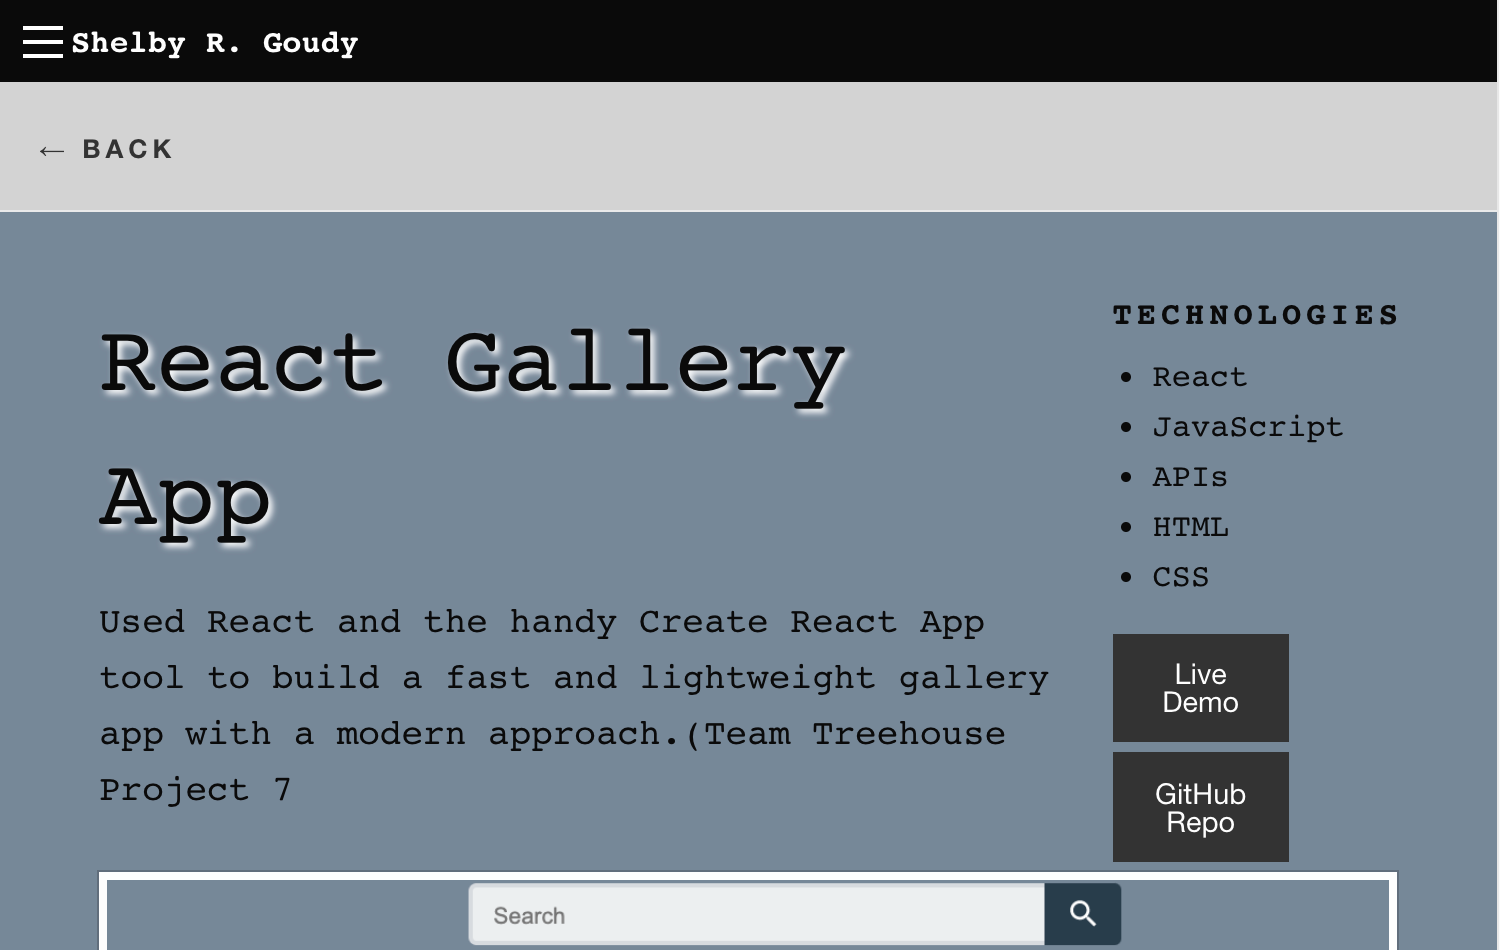 Shelby R. Goudy
← BACK
React Gallery
App
Used React and the handy Create React App
tool to build a fast and lightweight gallery
app with a modern approach.(Team Treehouse
Project 7
TECHNOLOGIES
• React
• JavaScript
• APIs
• HTML
• CSS
Live
Demo
GitHub
Repo
Search